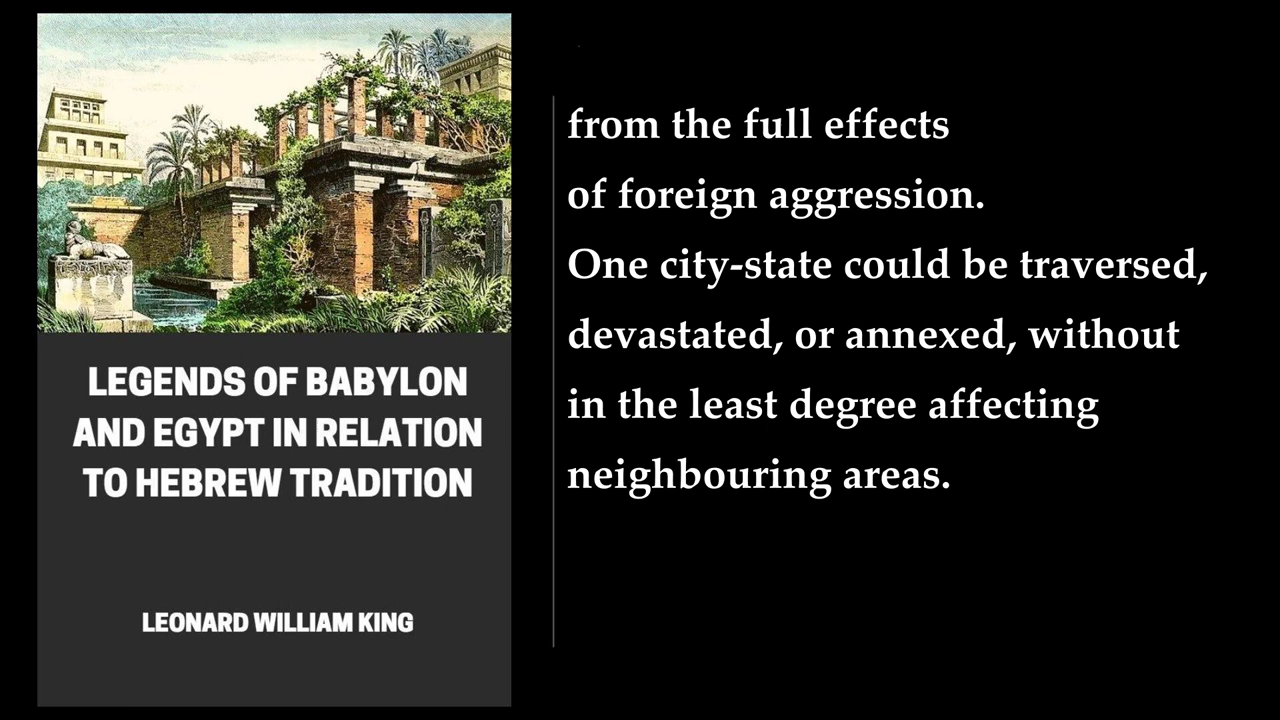 LEGENDS OF BABYLON
AND EGYPT IN RELATION
TO HEBREW TRADITION
LEONARD WILLIAM KING
from the full effects
of foreign aggression.
One city-state could be traversed,
devastated, or annexed, without
in the least degree affecting
neighbouring areas.